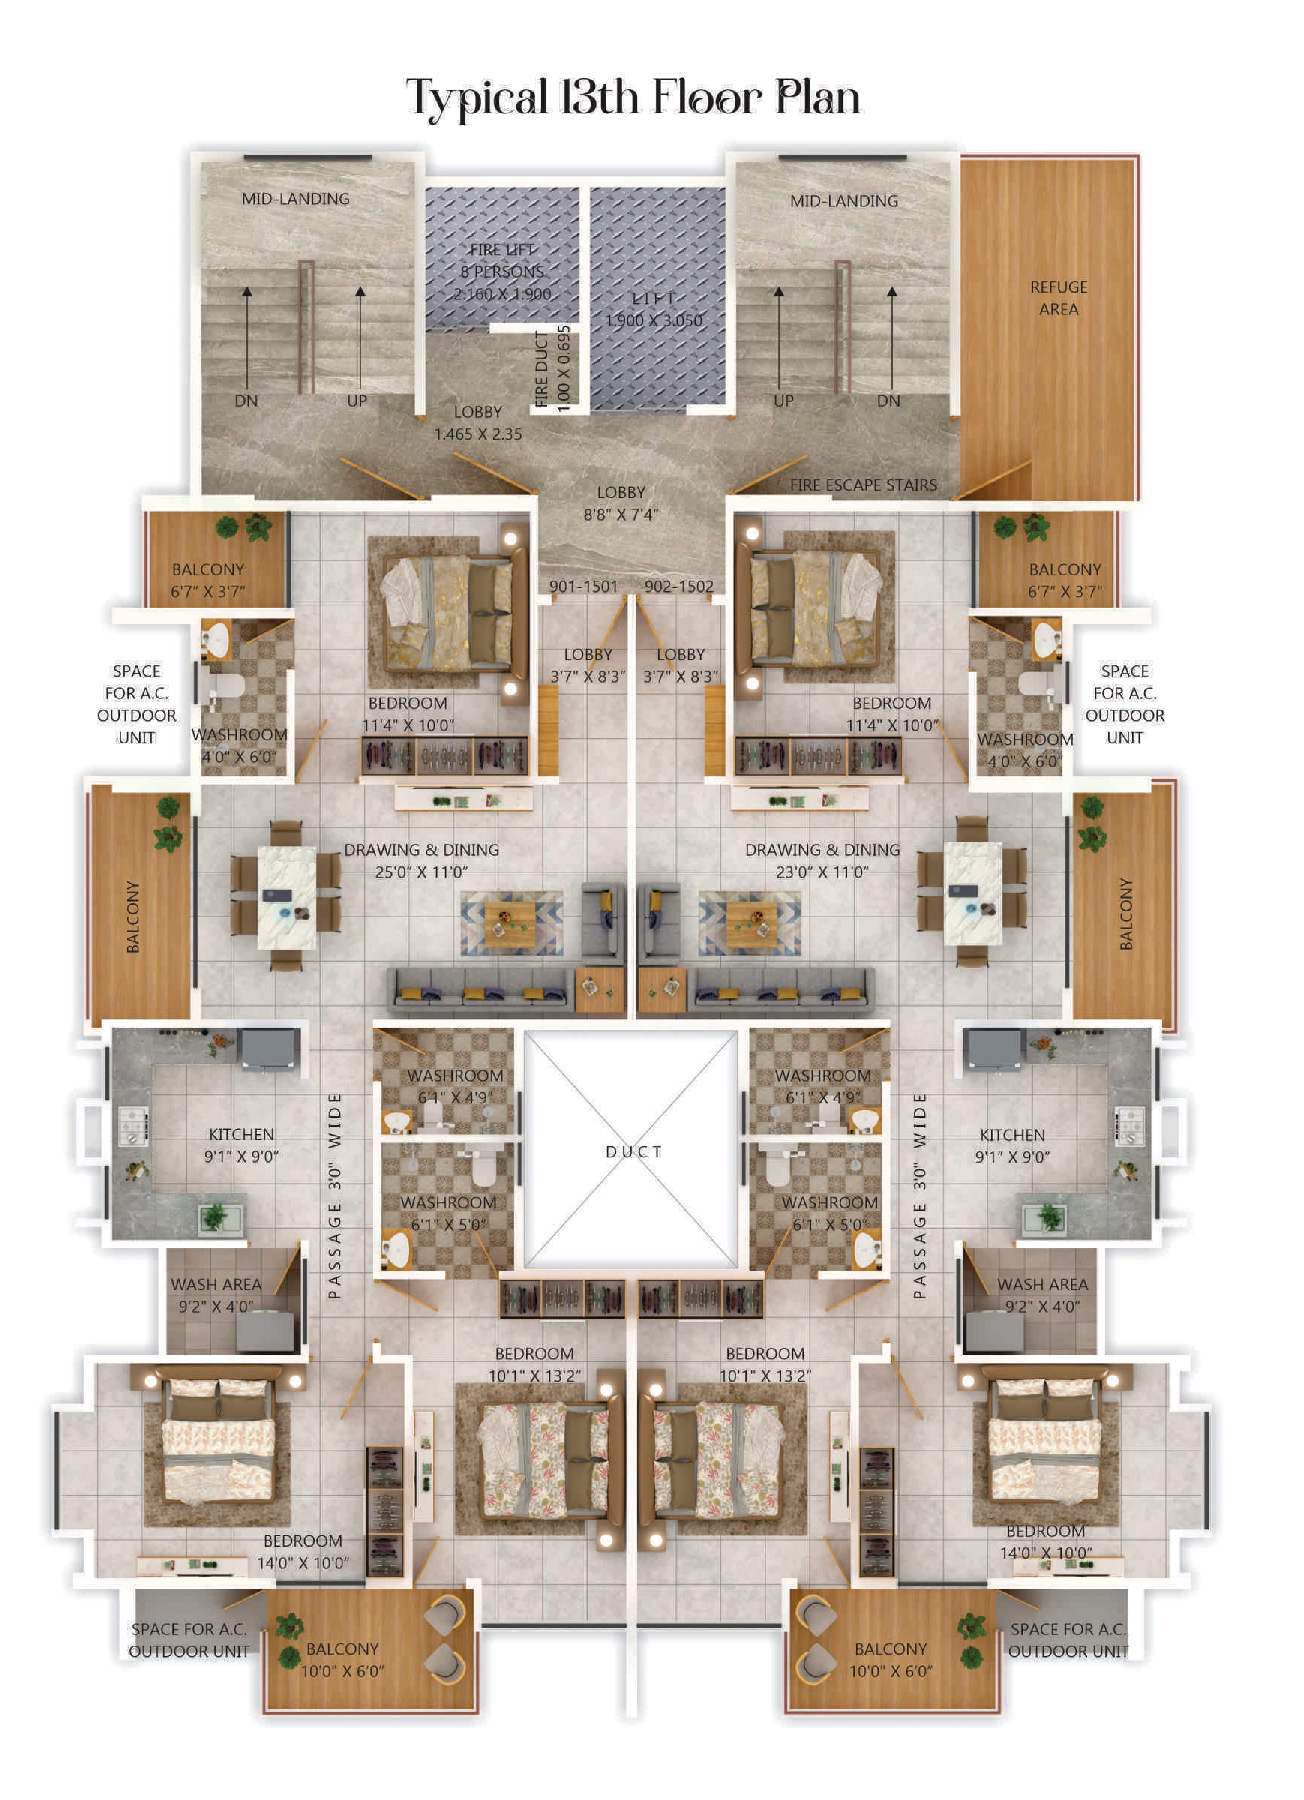 Typical 13th Floor Plan
MID-LANDING
MID-LANDING
FIRE LIFT
8 PERSONS
2.160 X 1.900
LIFT
1.900 X 3.050
REFUGE
AREA
FIRE DUCT
1.00 X 0.695
DN
UP
UP
DN
LOBBY
1.465 X 2.35
FIRE ESCAPE STAIRS
LOBBY
8'8" X 7'4"
BALCONY
6'7" X 3'7"
901-1501
902-1502
BALCONY
6'7" X 3'7"
LOBBY
3'7" X 8'3"
LOBBY
3'7" X 8'3"
SPACE
FOR A.C.
OUTDOOR
UNIT
SPACE
FOR A.C.
OUTDOOR
UNIT
BEDROOM
11'4" X 10'0"
BEDROOM
11'4" X 10'0"
WASHROOM
4'0" X 6'0"
WASHROOM
4'0" X 6'0"
DRAWING & DINING
25'0" X 11'0"
DRAWING & DINING
23'0" X 11'0"
BALCONY
BALCONY
WASHROOM
6'1" X 4'9"
WASHROOM
6'1" X 4'9"
KITCHEN
9'1" X 9'0"
PASSAGE 3'0" WIDE
DUCT
PASSAGE 3'0" WIDE
KITCHEN
9'1" X 9'0"
WASHROOM
6'1" X 5'0"
WASHROOM
6'1" X 5'0"
WASH AREA
9'2" X 4'0"
WASH AREA
9'2" X 4'0"
BEDROOM
10'1" X 13'2"
BEDROOM
10'1" X 13'2"
BEDROOM
14'0" X 10'0"
BEDROOM
14'0" X 10'0"
SPACE FOR A.C.
OUTDOOR UNIT
BALCONY
10'0" X 6'0"
BALCONY
10'0" X 6'0"
SPACE FOR A.C.
OUTDOOR UNIT